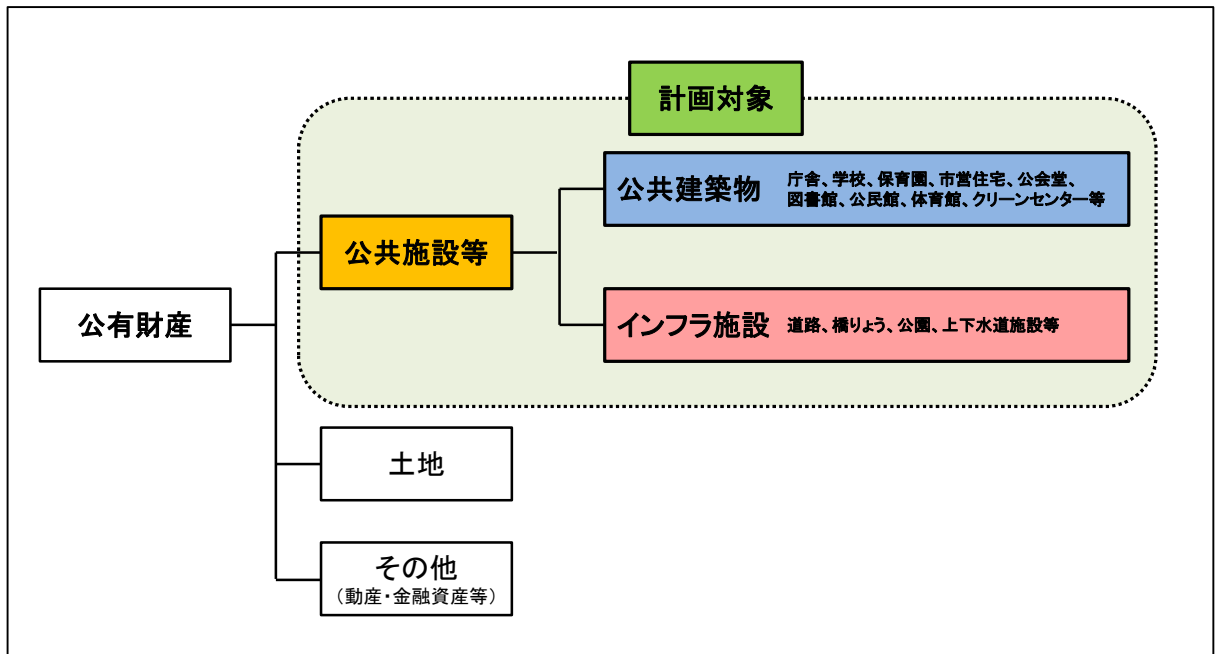 計画対象
公共建築物
庁舎、学校、保育園、市営住宅、公会堂、
図書館、公民館、体育館、クリーンセンター等
公共施設等
公有財産
インフラ施設
道路、橋りょう、公園、上下水道施設等
土地
その他
（動産・金融資産等）